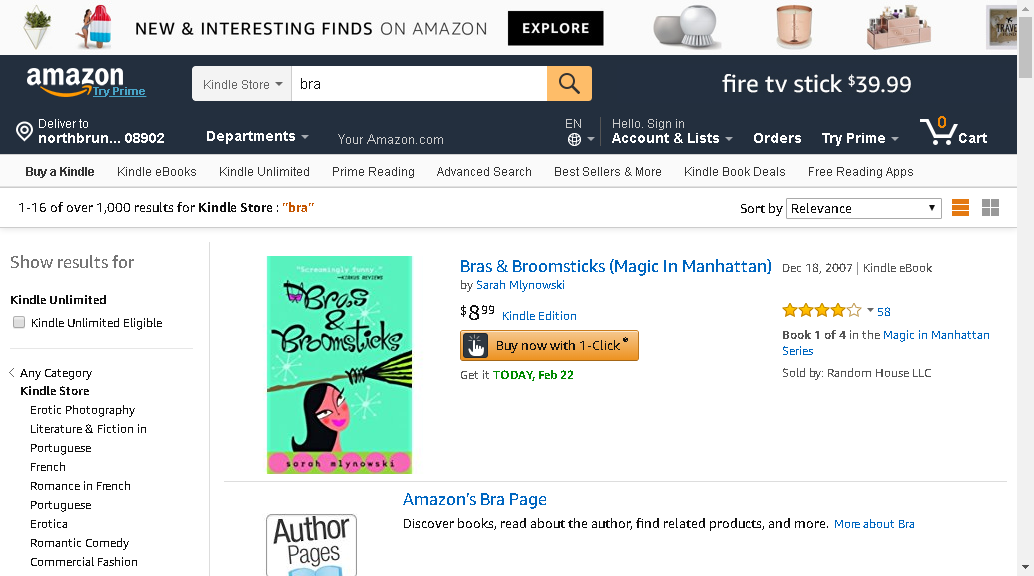 NEW & INTERESTING FINDS ON AMAZON EXPLORE
amazon
Try Prime
Kindle Store bra
fire tv stick $39.99
Deliver to
northbrun... 08902
Departments
Your Amazon.com
EN
Hello. Sign in
Account & Lists
Orders
Try Prime
0
Cart
Buy a Kindle Kindle eBooks Kindle Unlimited Prime Reading Advanced Search Best Sellers & More Kindle Book Deals Free Reading Apps
1-16 of over 1,000 results for Kindle Store : "bra"
Sort by Relevance
Show results for
Kindle Unlimited
Kindle Unlimited Eligible
Any Category
Kindle Store
Erotic Photography
Literature & Fiction in
Portuguese
French
Romance in French
Portuguese
Erotica
Romantic Comedy
Commercial Fashion
"Screamingly funny."
—KIRKUS REVIEWS
Bras
&
Broomsticks
sarah mlynowski
Bras & Broomsticks (Magic In Manhattan) Dec 18, 2007 | Kindle eBook
by Sarah Mlynowski
$8.99 Kindle Edition
Buy now with 1-Click
Get it TODAY, Feb 22
58
Book 1 of 4 in the Magic in Manhattan
Series
Sold by: Random House LLC
Author
Pages
Amazon's Bra Page
Discover books, read about the author, find related products, and more. More about Bra